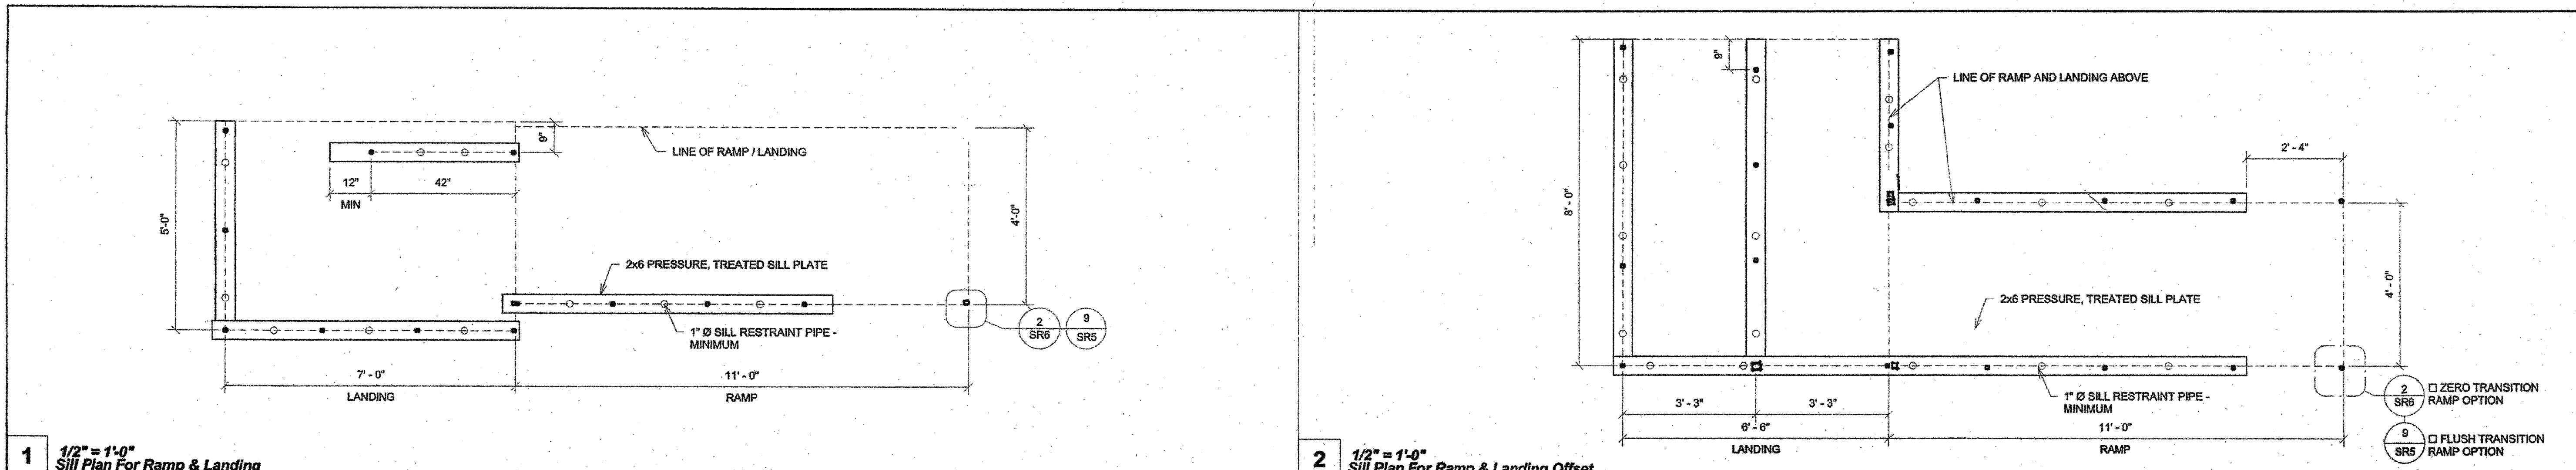 5'-0"
12"
MIN
42"
9"
LINE OF RAMP / LANDING
4'-0"
2x6 PRESSURE, TREATED SILL PLATE
1" Ø SILL RESTRAINT PIPE -
MINIMUM
2
SR6
9
SR5
7' - 0"
LANDING
11' - 0"
RAMP
1
1/2" = 1'-0"
Sill Plan For Ramp & Landing
9"
LINE OF RAMP AND LANDING ABOVE
8' - 0"
2' - 4"
4' - 0"
2x6 PRESSURE, TREATED SILL PLATE
1" Ø SILL RESTRAINT PIPE -
MINIMUM
3' - 3"
3' - 3"
6' - 6"
LANDING
11' - 0"
RAMP
2
SR6
☐ ZERO TRANSITION
RAMP OPTION
9
SR5
☐ FLUSH TRANSITION
RAMP OPTION
2
1/2" = 1'-0"
Sill Plan For Ramp & Landing Offset